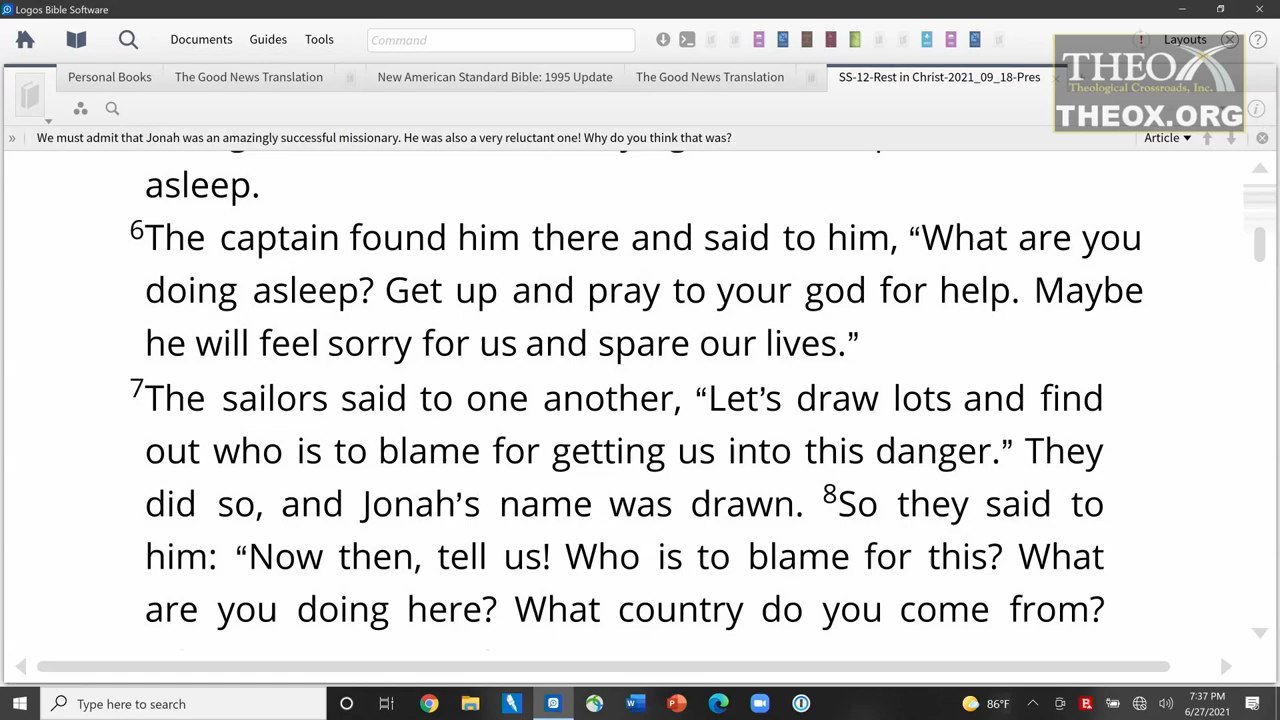 Logos Bible Software
Documents Guides Tools Command Layouts
Personal Books The Good News Translation New American Standard Bible: 1995 Update The Good News Translation SS-12-Rest in Christ-2021_09_18-Pres
THEOX
Theological Crossroads, Inc.
THEOX.ORG
» We must admit that Jonah was an amazingly successful missionary. He was also a very reluctant one! Why do you think that was? Article
asleep.
6The captain found him there and said to him, “What are you
doing asleep? Get up and pray to your god for help. Maybe
he will feel sorry for us and spare our lives.”
7The sailors said to one another, “Let’s draw lots and find
out who is to blame for getting us into this danger.” They
did so, and Jonah’s name was drawn. 8So they said to
him: “Now then, tell us! Who is to blame for this? What
are you doing here? What country do you come from?
Type here to search
86°F
7:37 PM
6/27/2021